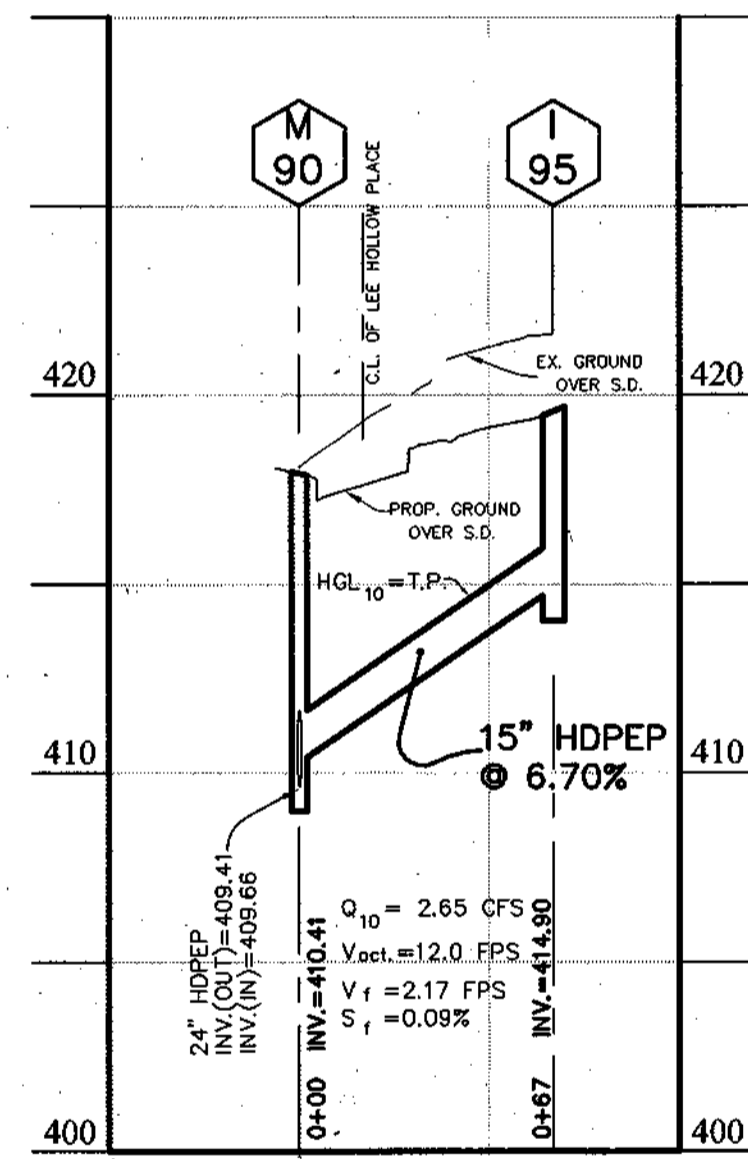 M
90
I
95
C.L. OF LEE HOLLOW PLACE
420
420
EX. GROUND
OVER S.D.
PROP. GROUND
OVER S.D.
HGL 10 = T.P.
15" HDPEP
@ 6.70%
410
410
24" HDPEP
INV.(OUT)=409.41
INV.(IN)=409.66
0+00 INV.=410.41
Q10 = 2.65 CFS
Vact.=12.0 FPS
Vf =2.17 FPS
Sf =0.09%
0+67 INV.=414.90
400
400